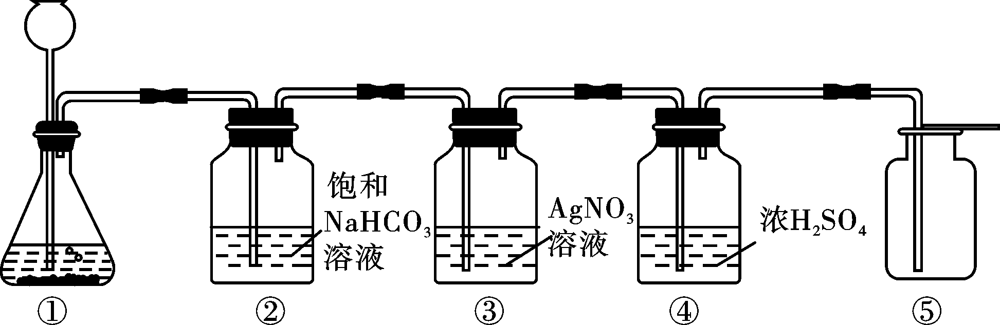 饱和
NaHCO₃
溶液
AgNO₃
溶液
浓H₂SO₄
① ② ③ ④ ⑤